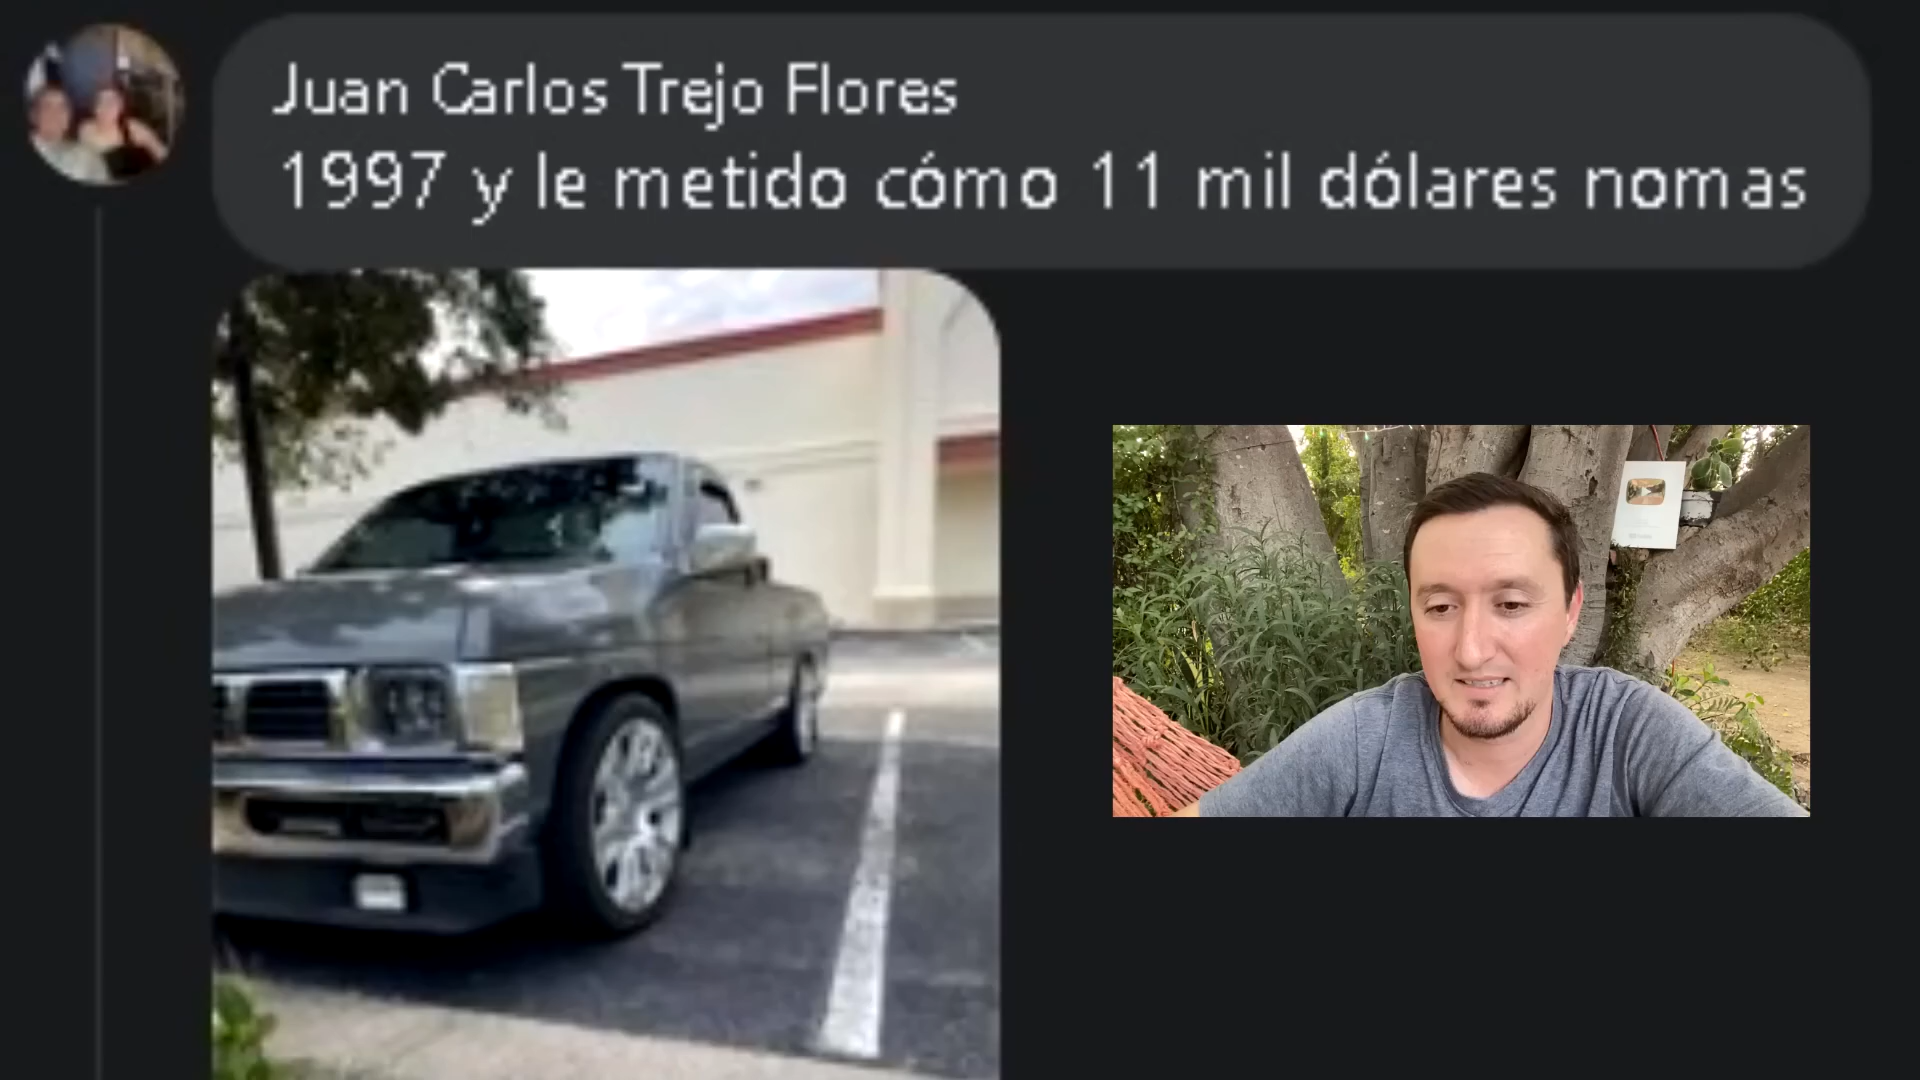 Juan Carlos Trejo Flores
1997 y le metido cómo 11 mil dólares nomas